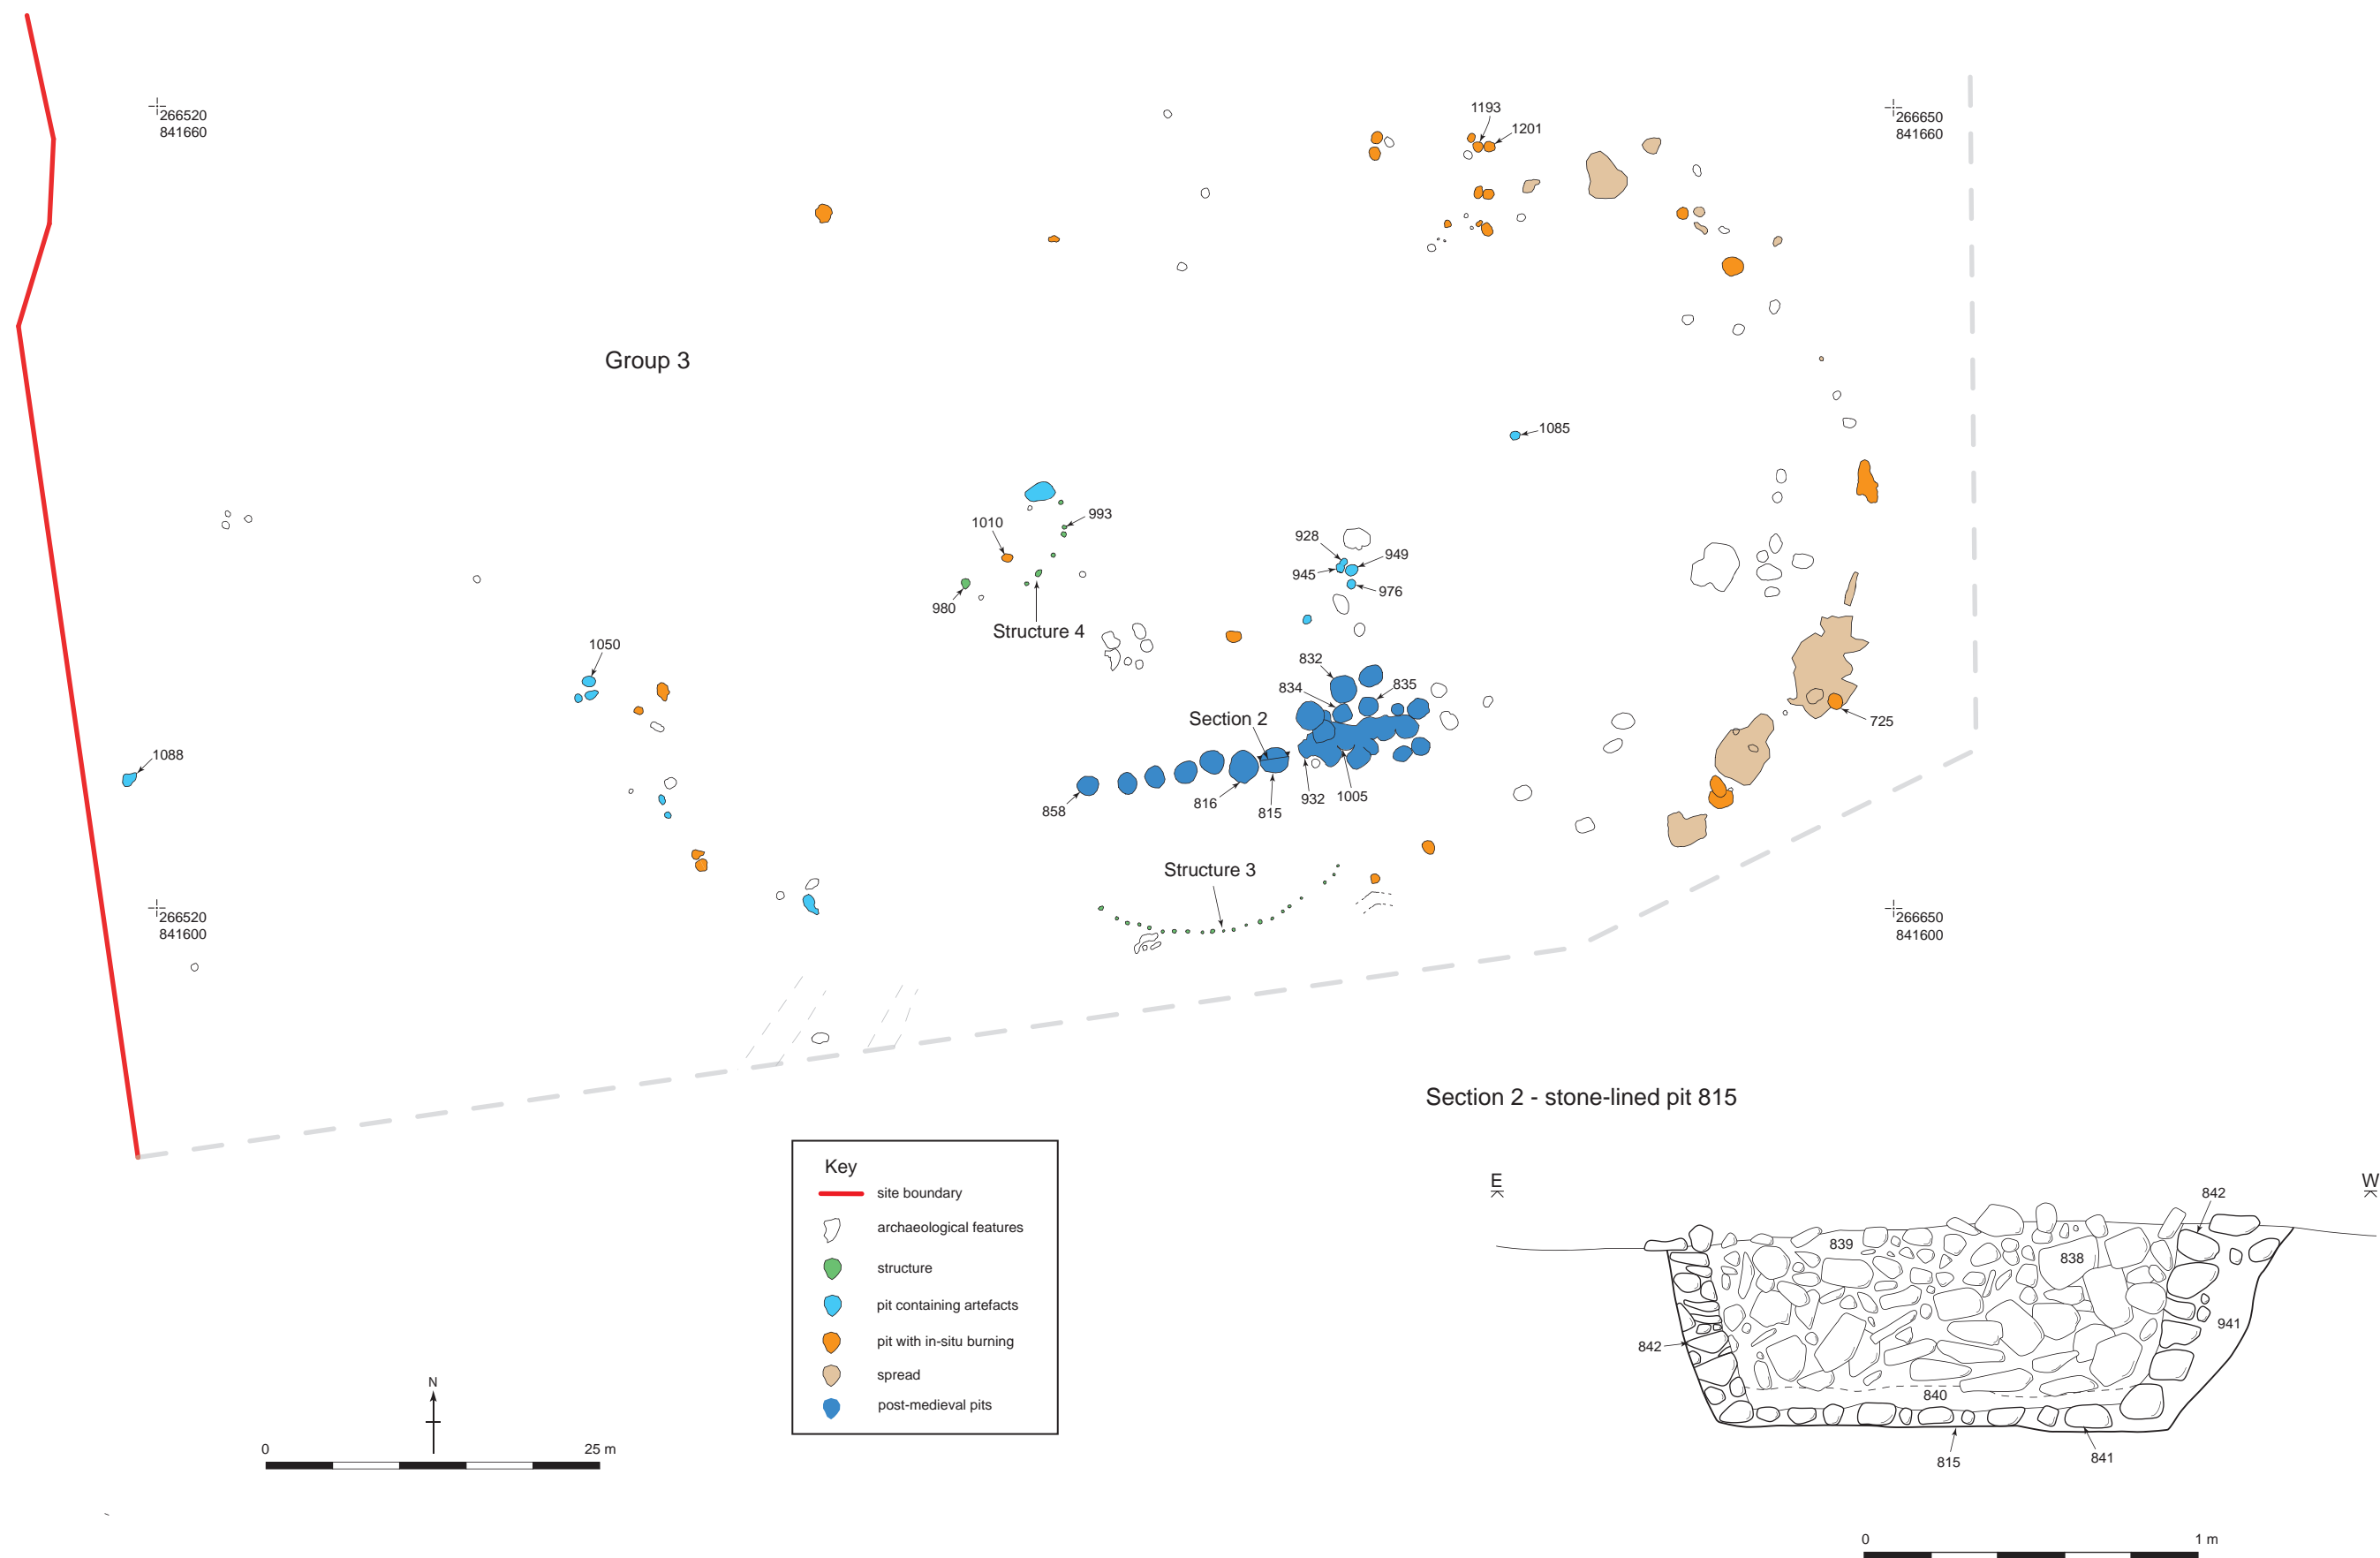 266520
841660
1193
1201
266650
841660
Group 3
1085
1010
993
928
949
945
976
980
Structure 4
1050
832
834
835
Section 2
725
1088
858
816
815
932
1005
Structure 3
266520
841600
266650
841600
Section 2 - stone-lined pit 815
Key
site boundary
archaeological features
structure
pit containing artefacts
pit with in-situ burning
spread
post-medieval pits
N
0 25 m
E W
842
839
838
941
842
840
815
841
0 1 m